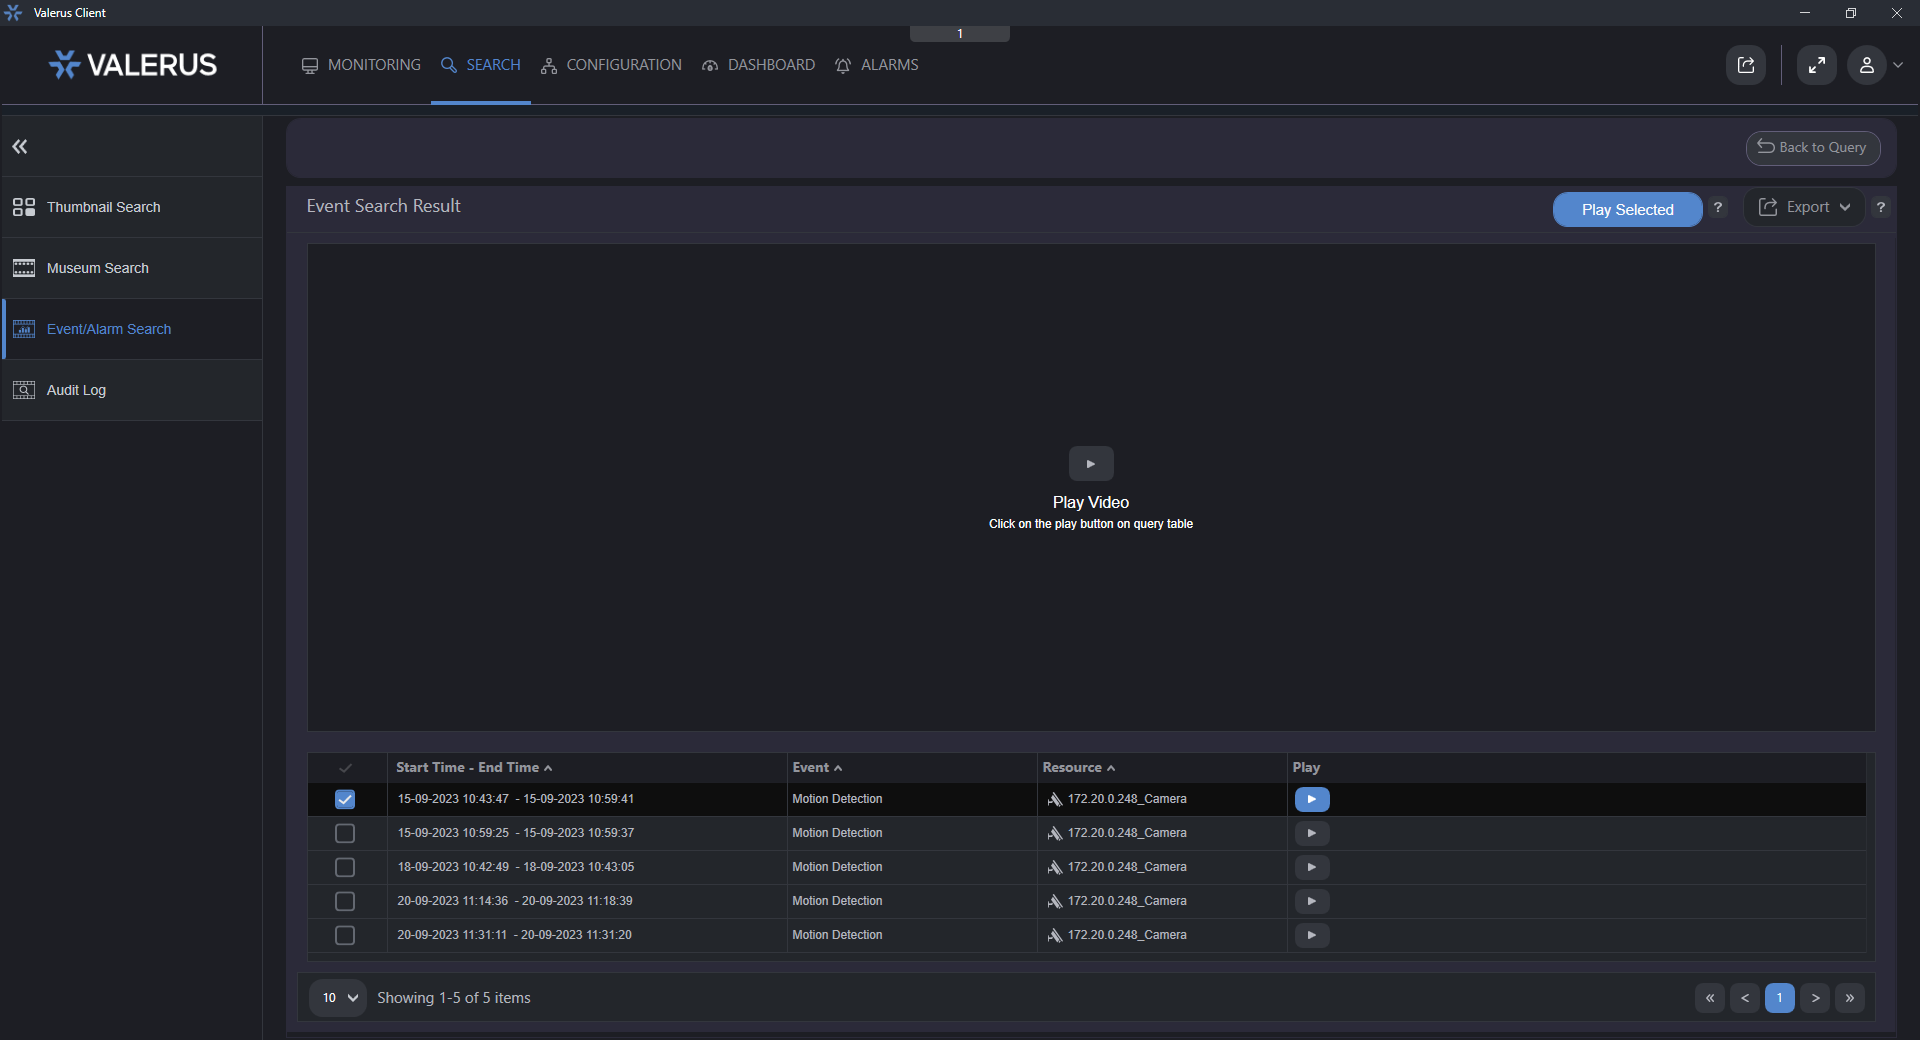 Valerus Client
1
VALERUS
MONITORING
SEARCH
CONFIGURATION
DASHBOARD
ALARMS
Back to Query
Thumbnail Search
Museum Search
Event/Alarm Search
Audit Log
Event Search Result
Play Selected
?
Export
?
Play Video
Click on the play button on query table
Start Time - End Time Event Resource Play
15-09-2023 10:43:47 - 15-09-2023 10:59:41 Motion Detection 172.20.0.248_Camera
15-09-2023 10:59:25 - 15-09-2023 10:59:37 Motion Detection 172.20.0.248_Camera
18-09-2023 10:42:49 - 18-09-2023 10:43:05 Motion Detection 172.20.0.248_Camera
20-09-2023 11:14:36 - 20-09-2023 11:18:39 Motion Detection 172.20.0.248_Camera
20-09-2023 11:31:11 - 20-09-2023 11:31:20 Motion Detection 172.20.0.248_Camera
10 Showing 1-5 of 5 items
« < 1 > »